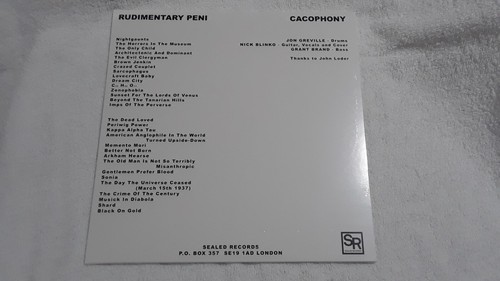 RUDIMENTARY PENI
CACOPHONY
JON GREVILLE - Drums
NICK BLINKO - Guitar, Vocals and Cover
GRANT BRAND - Bass
Thanks to John Loder
Nightgaunts
The Horrors In The Museum
The Only Child
Architectonic And Dominant
The Evil Clergyman
Brown Jenkin
Crazed Couplet
Sarcophagus
Lovecraft Baby
Dream City
C. H. O.
Zenophobia
Sunset For The Lords Of Venus
Beyond The Tanarian Hills
Imps Of The Perverse
The Dead Loved
Periwig Power
Kappa Alpha Tau
American Anglophile In The World
Turned Upside-Down
Memento Mori
Better Not Born
Arkham Hearse
The Old Man Is Not So Terribly
Misanthropic
Gentlemen Prefer Blood
Sonia
The Day The Universe Ceased
(March 15th 1937)
The Crime Of The Century
Musick In Diabola
Shard
Black On Gold
SEALED RECORDS
P.O. BOX 357 SE19 1AD LONDON
SR